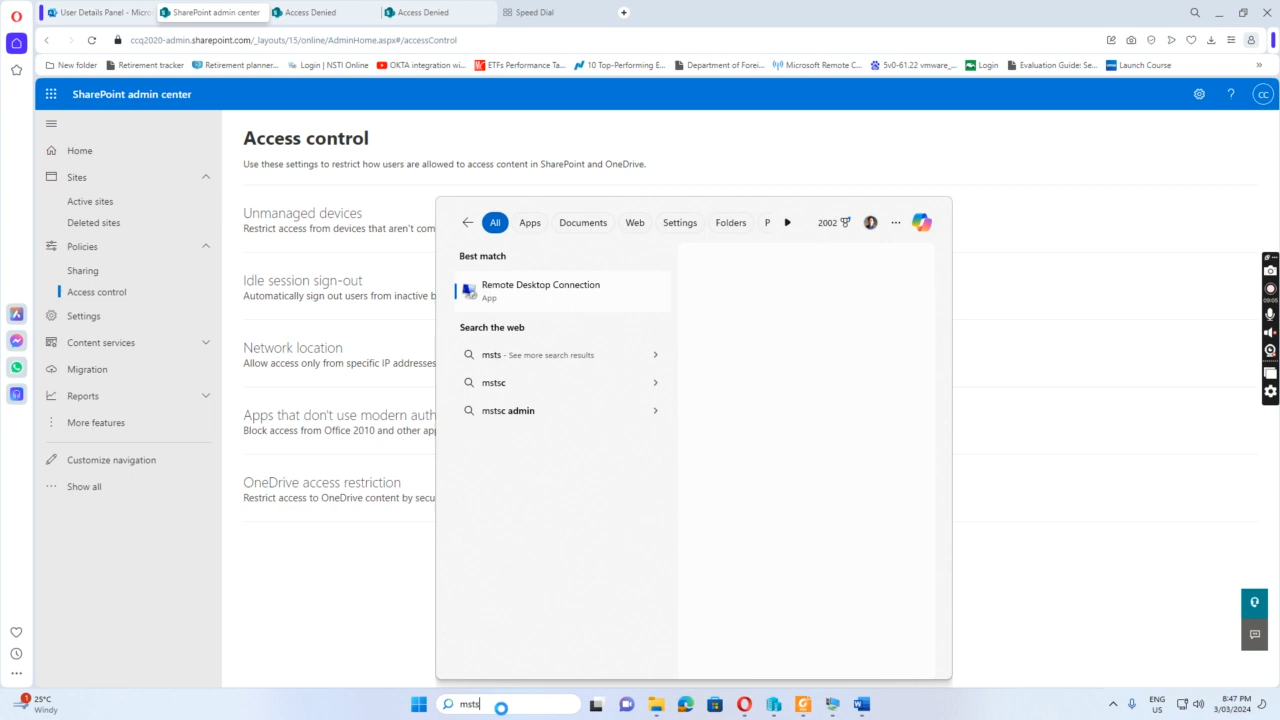 User Details Panel - Micro
SharePoint admin center
Access Denied
Access Denied
Speed Dial
ccq2020-admin.sharepoint.com/_layouts/15/online/AdminHome.aspx#/accessControl
New folder
Retirement tracker
Retirement planner...
Login | NSTI Online
OKTA integration wi...
ETFs Performance Ta...
10 Top-Performing E...
Department of Forei...
Microsoft Remote C...
5v0-61.22 vmware_...
Login
Evaluation Guide: Se...
Launch Course
SharePoint admin center
CC
Home
Sites
Active sites
Deleted sites
Policies
Sharing
Access control
Settings
Content services
Migration
Reports
More features
Customize navigation
Show all
Access control
Use these settings to restrict how users are allowed to access content in SharePoint and OneDrive.
Unmanaged devices
Restrict access from devices that aren't com
Idle session sign-out
Automatically sign out users from inactive b
Network location
Allow access only from specific IP addresses
Apps that don't use modern auth
Block access from Office 2010 and other app
OneDrive access restriction
Restrict access to OneDrive content by secu
All
Apps
Documents
Web
Settings
Folders
P
2002
Best match
Remote Desktop Connection
App
Search the web
msts - See more search results
mstsc
mstsc admin
09:05
1
25°C
Windy
msts
ENG
US
8:47 PM
3/03/2024